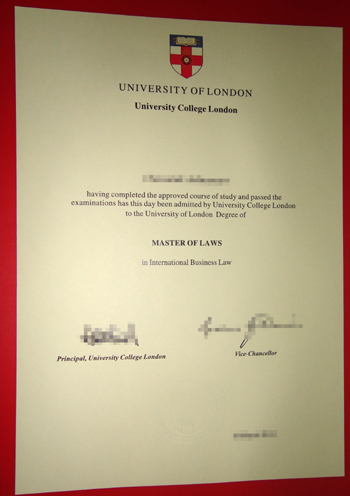 UNIVERSITY OF LONDON
University College London
having completed the approved course of study and passed the
examinations has this day been admitted by University College London
to the University of London Degree of
MASTER OF LAWS
in International Business Law
Principal, University College London
Vice-Chancellor